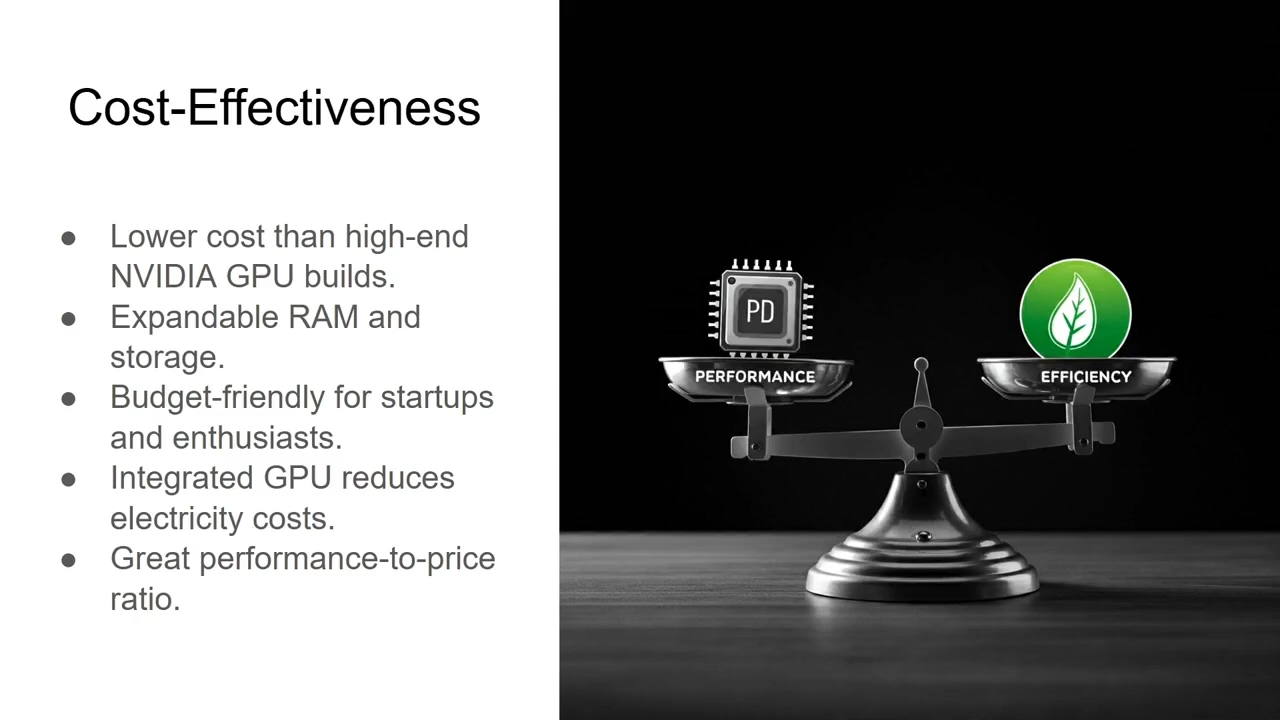 Cost-Effectiveness
● Lower cost than high-end
NVIDIA GPU builds.
● Expandable RAM and
storage.
● Budget-friendly for startups
and enthusiasts.
● Integrated GPU reduces
electricity costs.
● Great performance-to-price
ratio.
PD
PERFORMANCE
EFFICIENCY